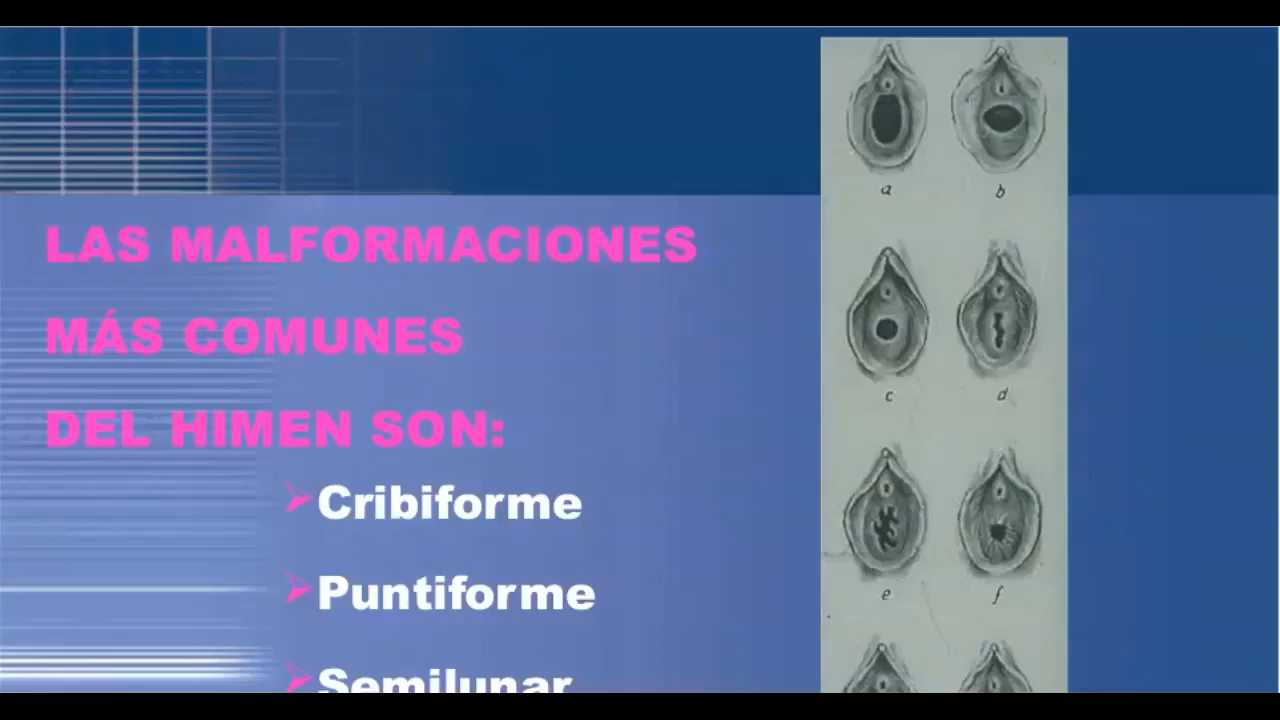 LAS MALFORMACIONES
MÁS COMUNES
DEL HIMEN SON:
Cribiforme
Puntiforme
Semilunar
a b
c d
e f